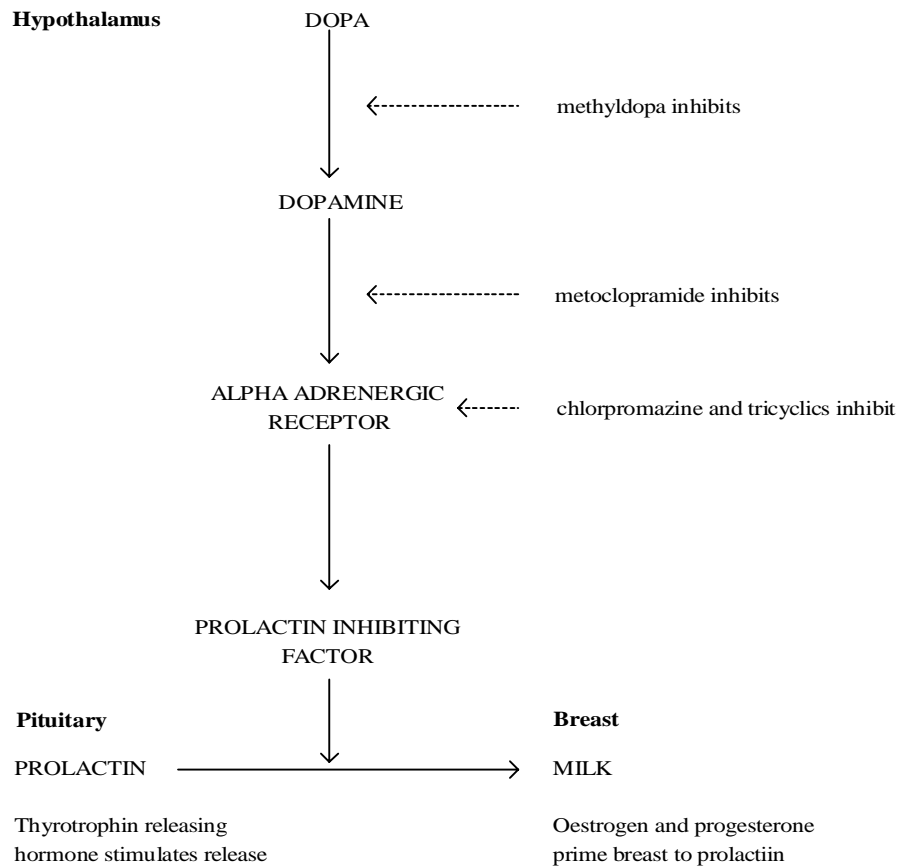 Hypothalamus
DOPA
methyldopa inhibits
DOPAMINE
metoclopramide inhibits
ALPHA ADRENERGIC
RECEPTOR
chlorpromazine and tricyclics inhibit
PROLACTIN INHIBITING
FACTOR
Pituitary
Breast
PROLACTIN
MILK
Thyrotrophin releasing
hormone stimulates release
Oestrogen and progesterone
prime breast to prolactiin